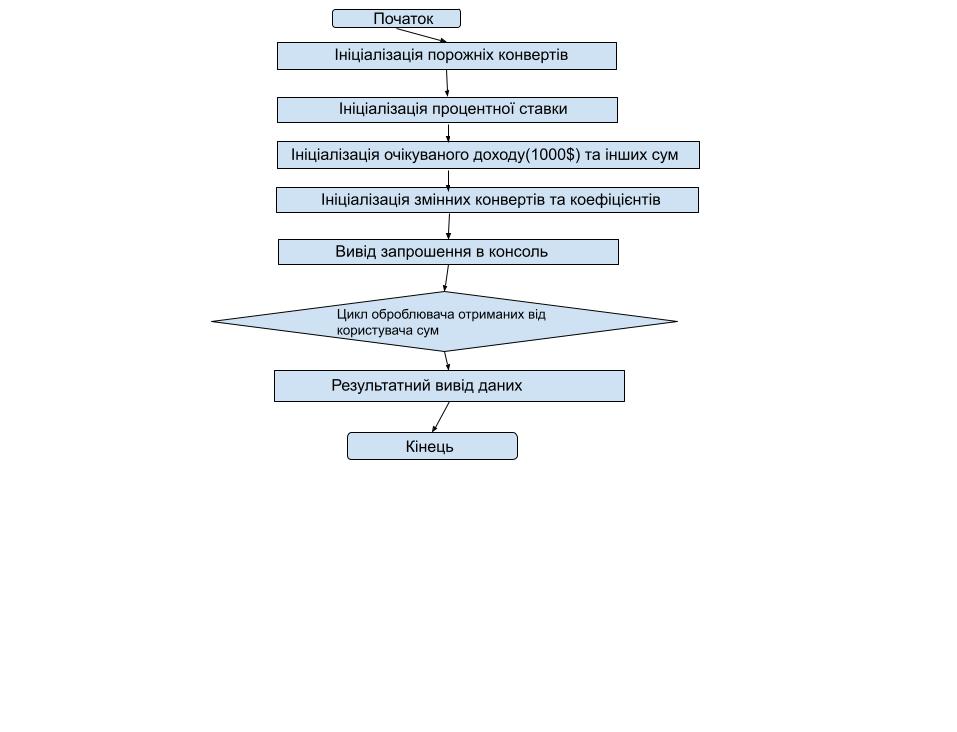 Початок
Ініціалізація порожніх конвертів
Ініціалізація процентної ставки
Ініціалізація очікуваного доходу(1000$) та інших сум
Ініціалізація змінних конвертів та коефіцієнтів
Вивід запрошення в консоль
Цикл оброблювача отриманих від
користувача сум
Результатний вивід даних
Кінець